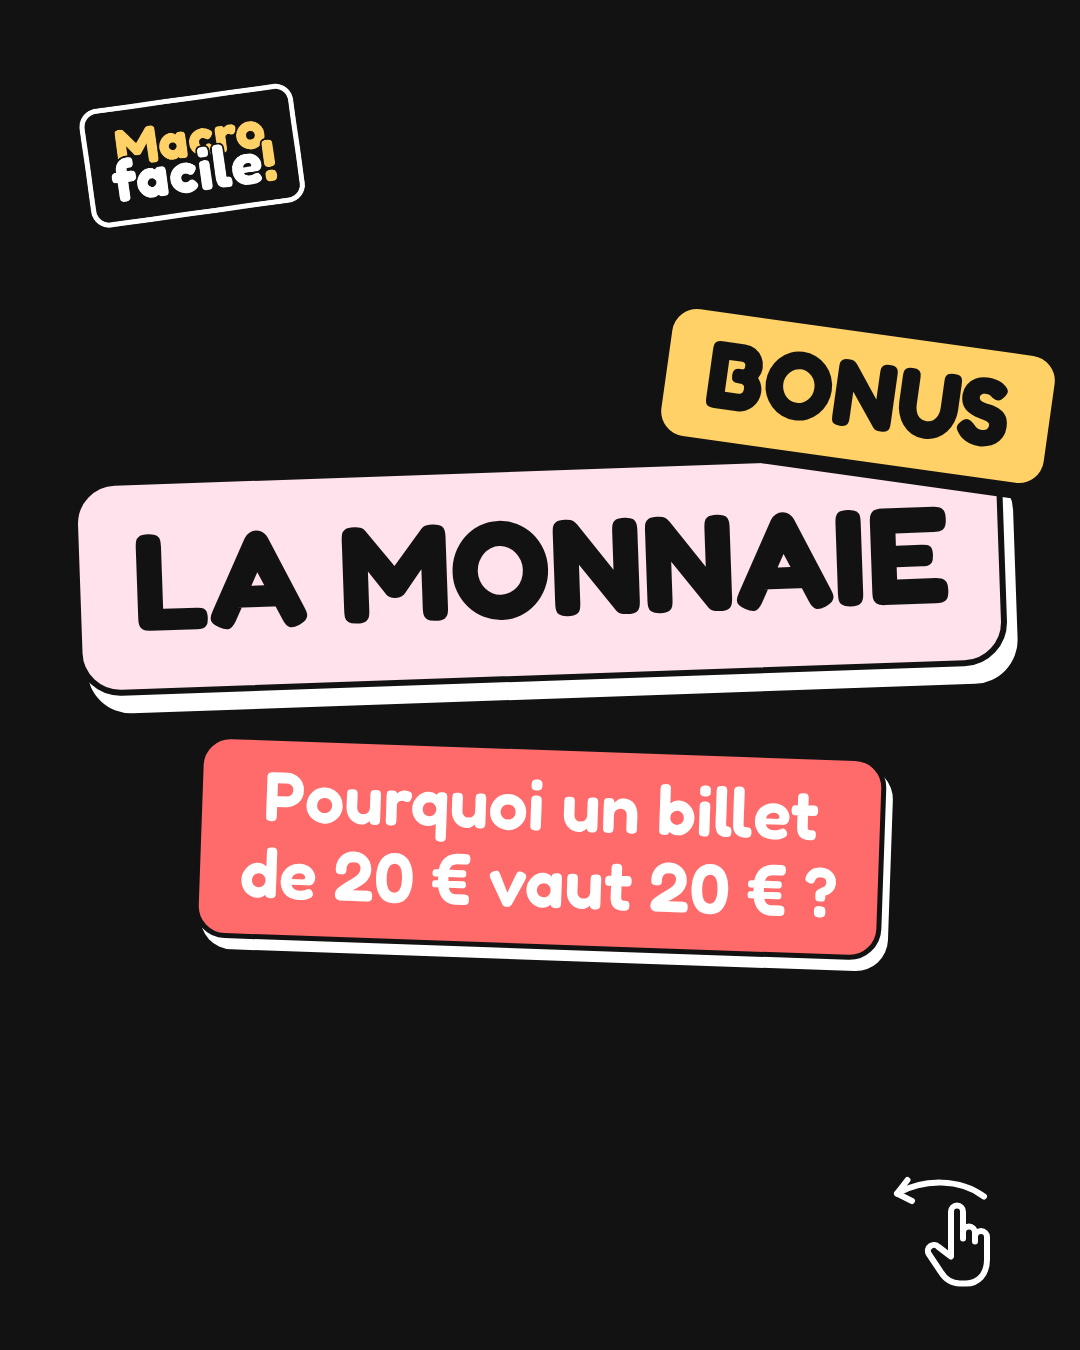 Macro
facile!
BONUS
LA MONNAIE
Pourquoi un billet
de 20 € vaut 20 € ?